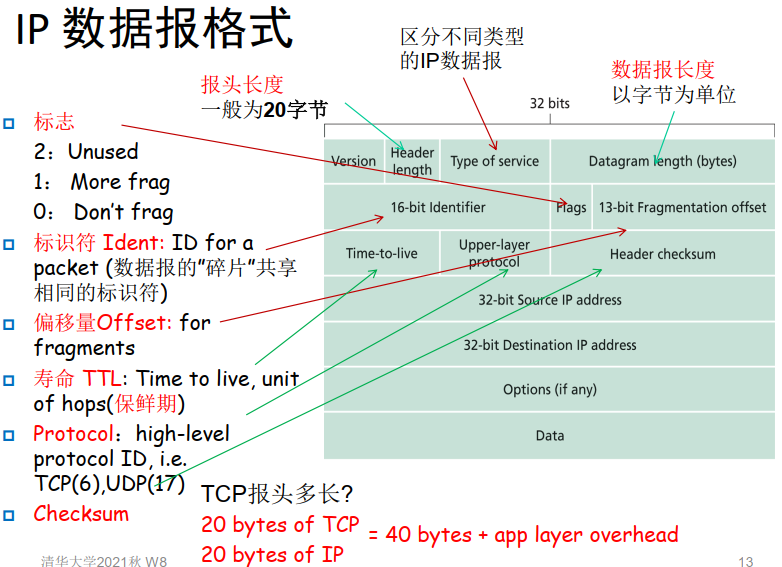 IP 数据报格式
区分不同类型
的IP数据报
报头长度
一般为20字节
数据报长度
以字节为单位
32 bits
标志
2：Unused
1： More frag
0： Don't frag
标识符 Ident: ID for a
packet (数据报的"碎片"共享
相同的标识符)
偏移量Offset: for
fragments
寿命 TTL: Time to live, unit
of hops(保鲜期)
Protocol：high-level
protocol ID, i.e.
TCP(6),UDP(17)
Checksum
Version
Header
length
Type of service
Datagram length (bytes)
16-bit Identifier
Flags
13-bit Fragmentation offset
Time-to-live
Upper-layer
protocol
Header checksum
32-bit Source IP address
32-bit Destination IP address
Options (if any)
Data
TCP报头多长?
20 bytes of TCP
20 bytes of IP
= 40 bytes + app layer overhead
清华大学2021秋 W8
13